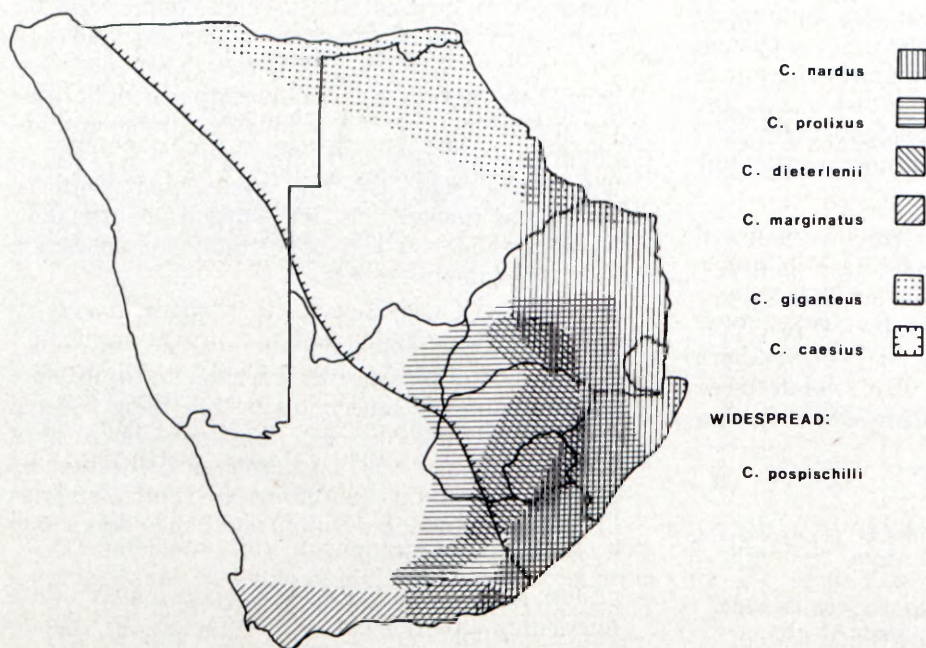 C. nardus
C. prolixus
C. dieterlenii
C. marginatus
C. giganteus
C. caesius
WIDESPREAD:
C. pospischilli